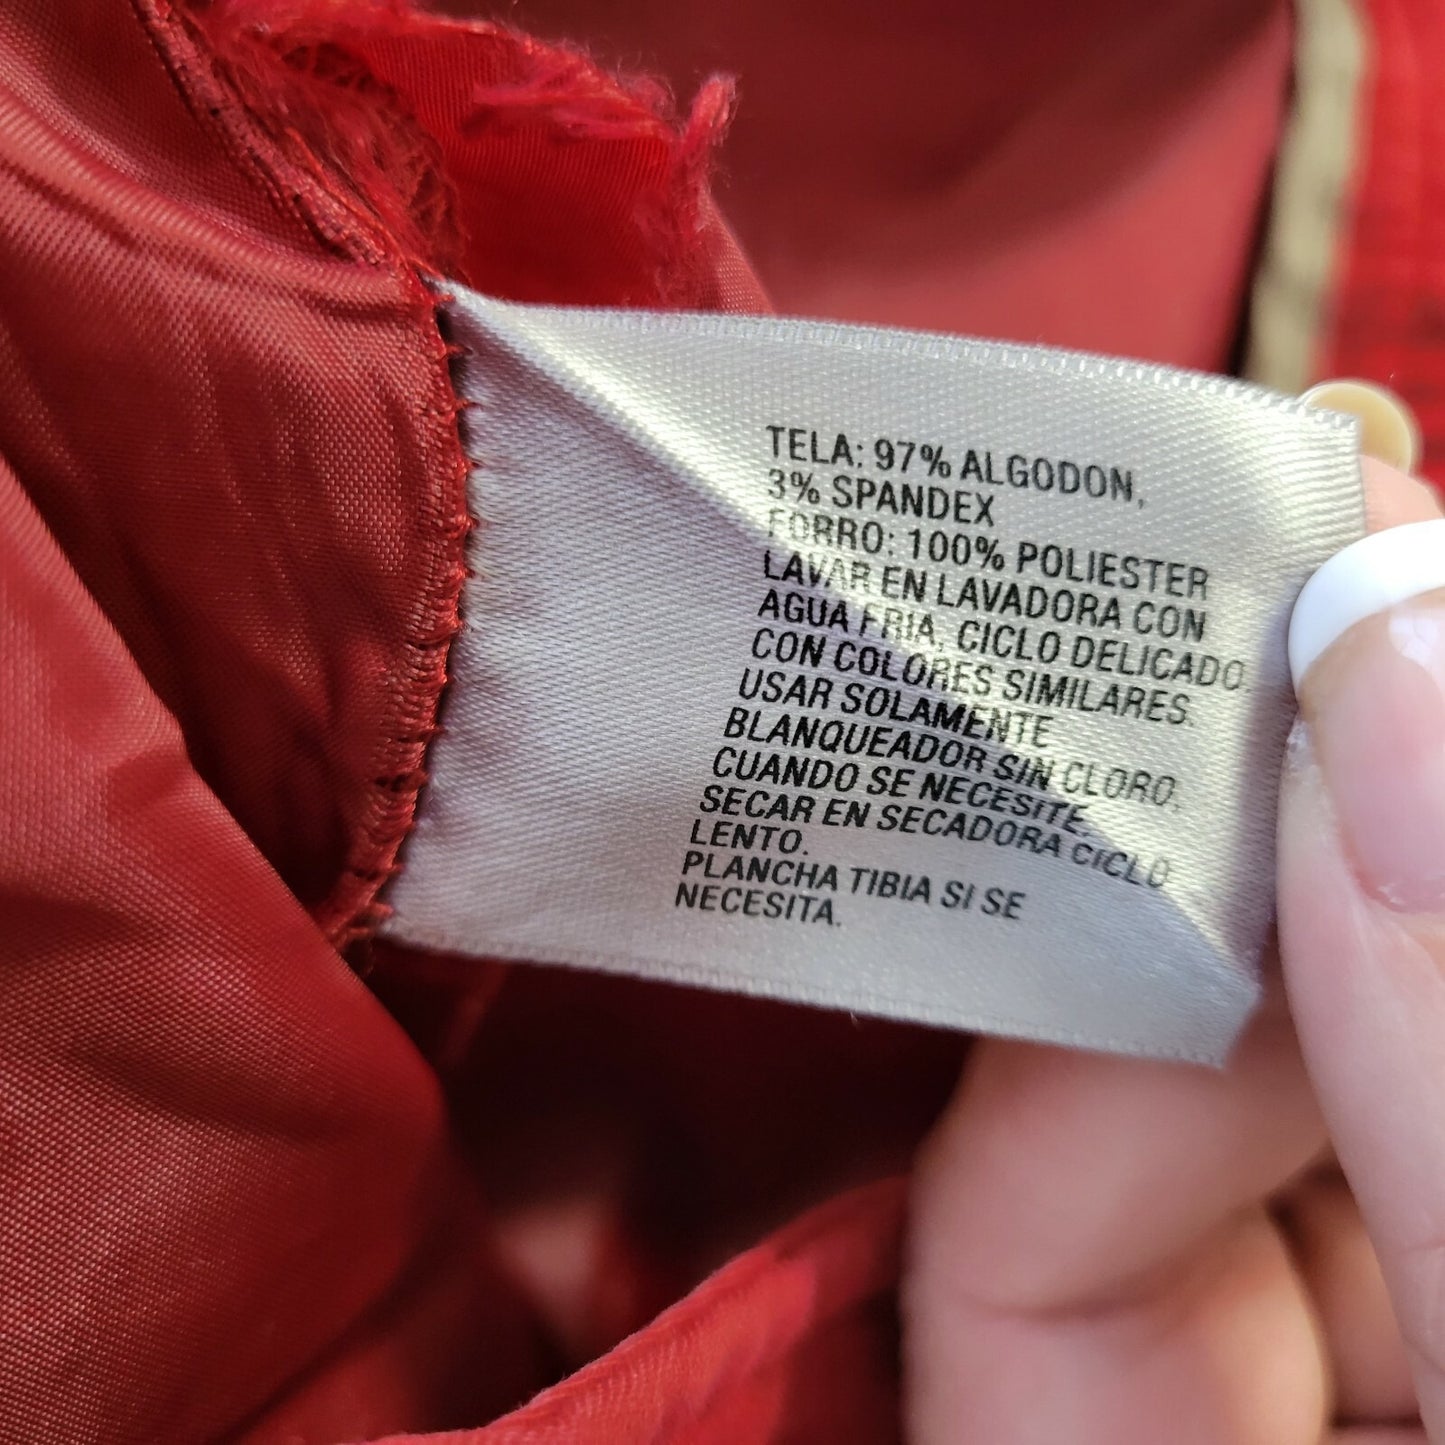 TELA: 97% ALGODON,
3% SPANDEX
FORRO: 100% POLIESTER
LAVAR EN LAVADORA CON
AGUA FRIA, CICLO DELICADO
CON COLORES SIMILARES.
USAR SOLAMENTE
BLANQUEADOR SIN CLORO,
CUANDO SE NECESITE.
SECAR EN SECADORA CICLO
LENTO.
PLANCHA TIBIA SI SE
NECESITA.